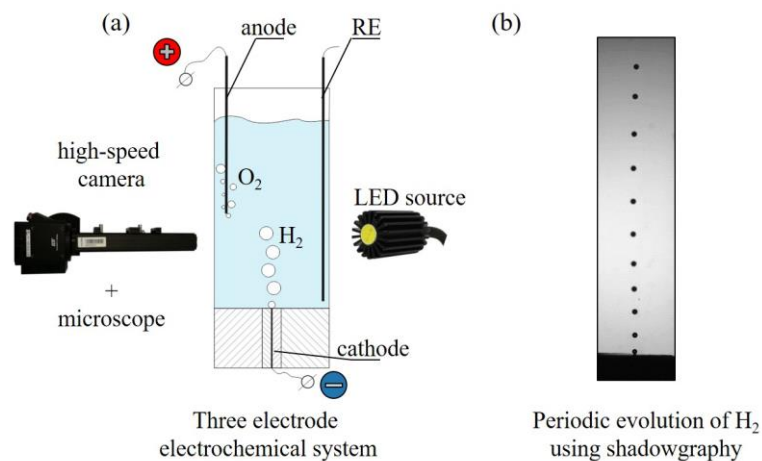 (a)
anode
RE
high-speed
camera
+
microscope
O₂
H₂
LED source
cathode
Three electrode
electrochemical system
(b)
Periodic evolution of H₂
using shadowgraphy